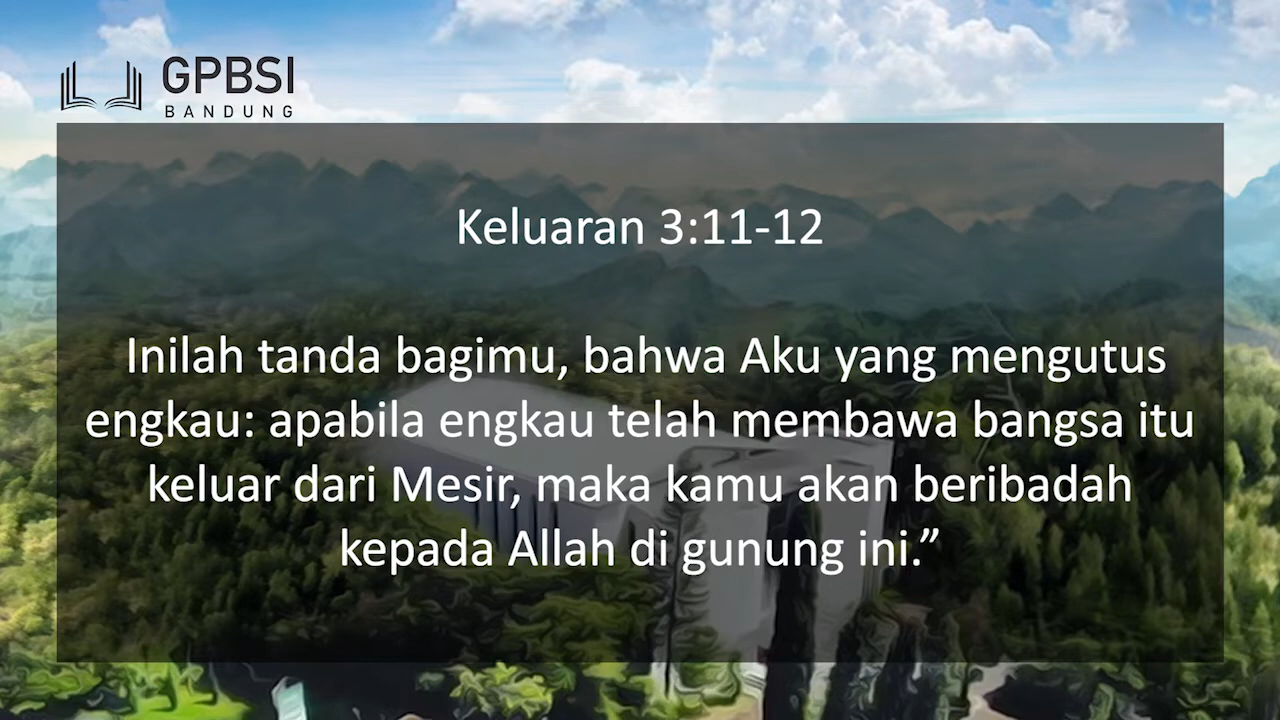 GPBSI
BANDUNG
Keluaran 3:11-12
Inilah tanda bagimu, bahwa Aku yang mengutus
engkau: apabila engkau telah membawa bangsa itu
keluar dari Mesir, maka kamu akan beribadah
kepada Allah di gunung ini.”